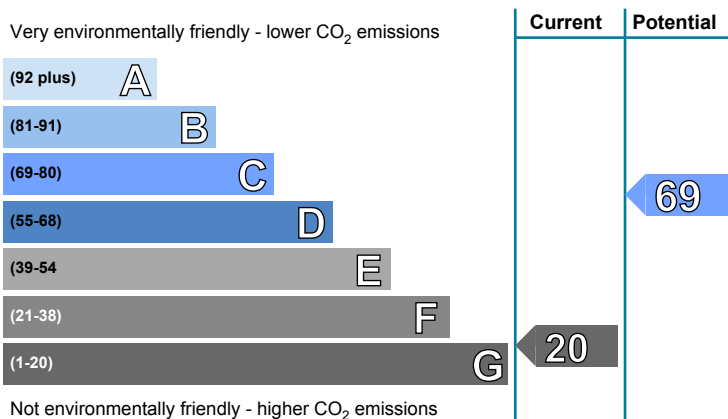 Very environmentally friendly - lower CO₂ emissions
Current
Potential
(92 plus) A
(81-91) B
(69-80) C
(55-68) D
(39-54 E
(21-38) F
(1-20) G
69
20
Not environmentally friendly - higher CO₂ emissions